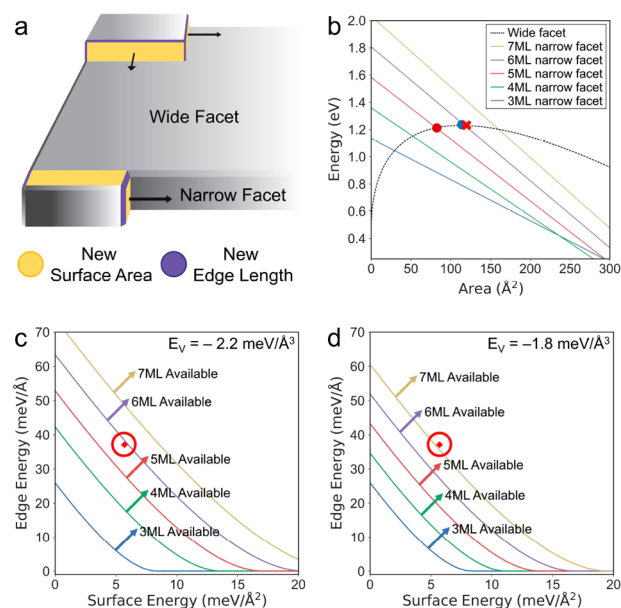 a
Wide Facet
Narrow Facet
New
Surface Area
New
Edge Length
b
Energy (eV)
2.0
1.8
1.6
1.4
1.2
1.0
0.8
0.6
0.4
Wide facet
7ML narrow facet
6ML narrow facet
5ML narrow facet
4ML narrow facet
3ML narrow facet
0 50 100 150 200 250 300
Area (Å²)
c
E_V = − 2.2 meV/Å³
Edge Energy (meV/Å)
70
60
50
40
30
20
10
0
7ML Available
6ML Available
5ML Available
4ML Available
3ML Available
0 5 10 15 20
Surface Energy (meV/Å²)
d
E_V = −1.8 meV/Å³
Edge Energy (meV/Å)
70
60
50
40
30
20
10
0
7ML Available
6ML Available
5ML Available
4ML Available
3ML Available
0 5 10 15 20
Surface Energy (meV/Å²)